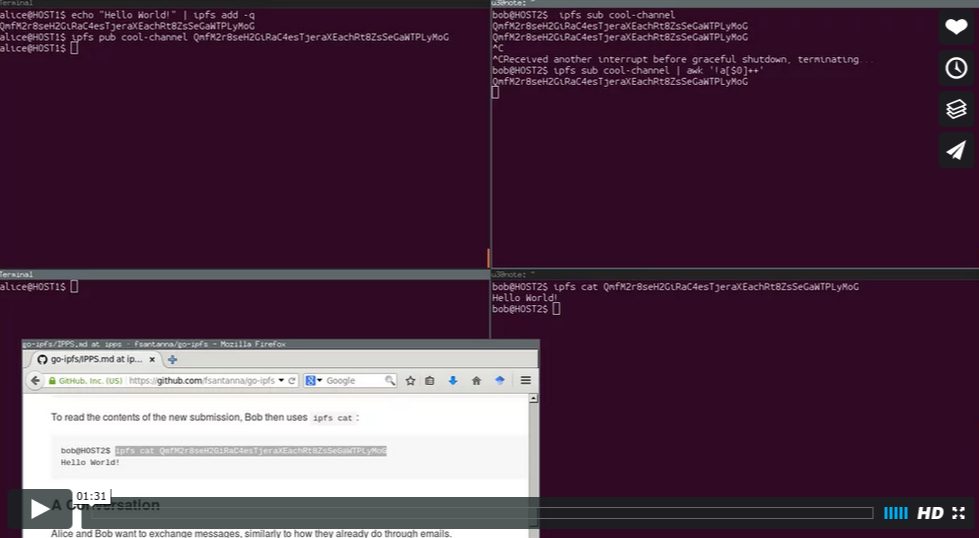 Terminal
alice@HOST1$ echo "Hello World!" | ipfs add -q
QmfM2r8seH2GiRaC4esTjeraXEachRt8ZsSeGaWTPLyMoG
alice@HOST1$ ipfs pub cool-channel QmfM2r8seH2GiRaC4esTjeraXEachRt8ZsSeGaWTPLyMoG
alice@HOST1$
u30note: ~
bob@HOST2$ ipfs sub cool-channel
QmfM2r8seH2GiRaC4esTjeraXEachRt8ZsSeGaWTPLyMoG
QmfM2r8seH2GiRaC4esTjeraXEachRt8ZsSeGaWTPLyMoG
^C
^CReceived another interrupt before graceful shutdown, terminating...
bob@HOST2$ ipfs sub cool-channel | awk '!a[$0]++'
QmfM2r8seH2GiRaC4esTjeraXEachRt8ZsSeGaWTPLyMoG
Terminal
alice@HOST1$
u30note: ~
bob@HOST2$ ipfs cat QmfM2r8seH2GiRaC4esTjeraXEachRt8ZsSeGaWTPLyMoG
Hello World!
bob@HOST2$
go-ipfs/IPPS.md at ipps · fsantanna/go-ipfs - Mozilla Firefox
go-ipfs/IPPS.md at ip...
GitHub, Inc. (US) https://github.com/fsantanna/go-ipfs
Google
To read the contents of the new submission, Bob then uses ipfs cat :
bob@HOST2$ ipfs cat QmfM2r8seH2GiRaC4esTjeraXEachRt8ZsSeGaWTPLyMoG
Hello World!
01:31
A Conversation
HD
Alice and Bob want to exchange messages, similarly to how they already do through emails.